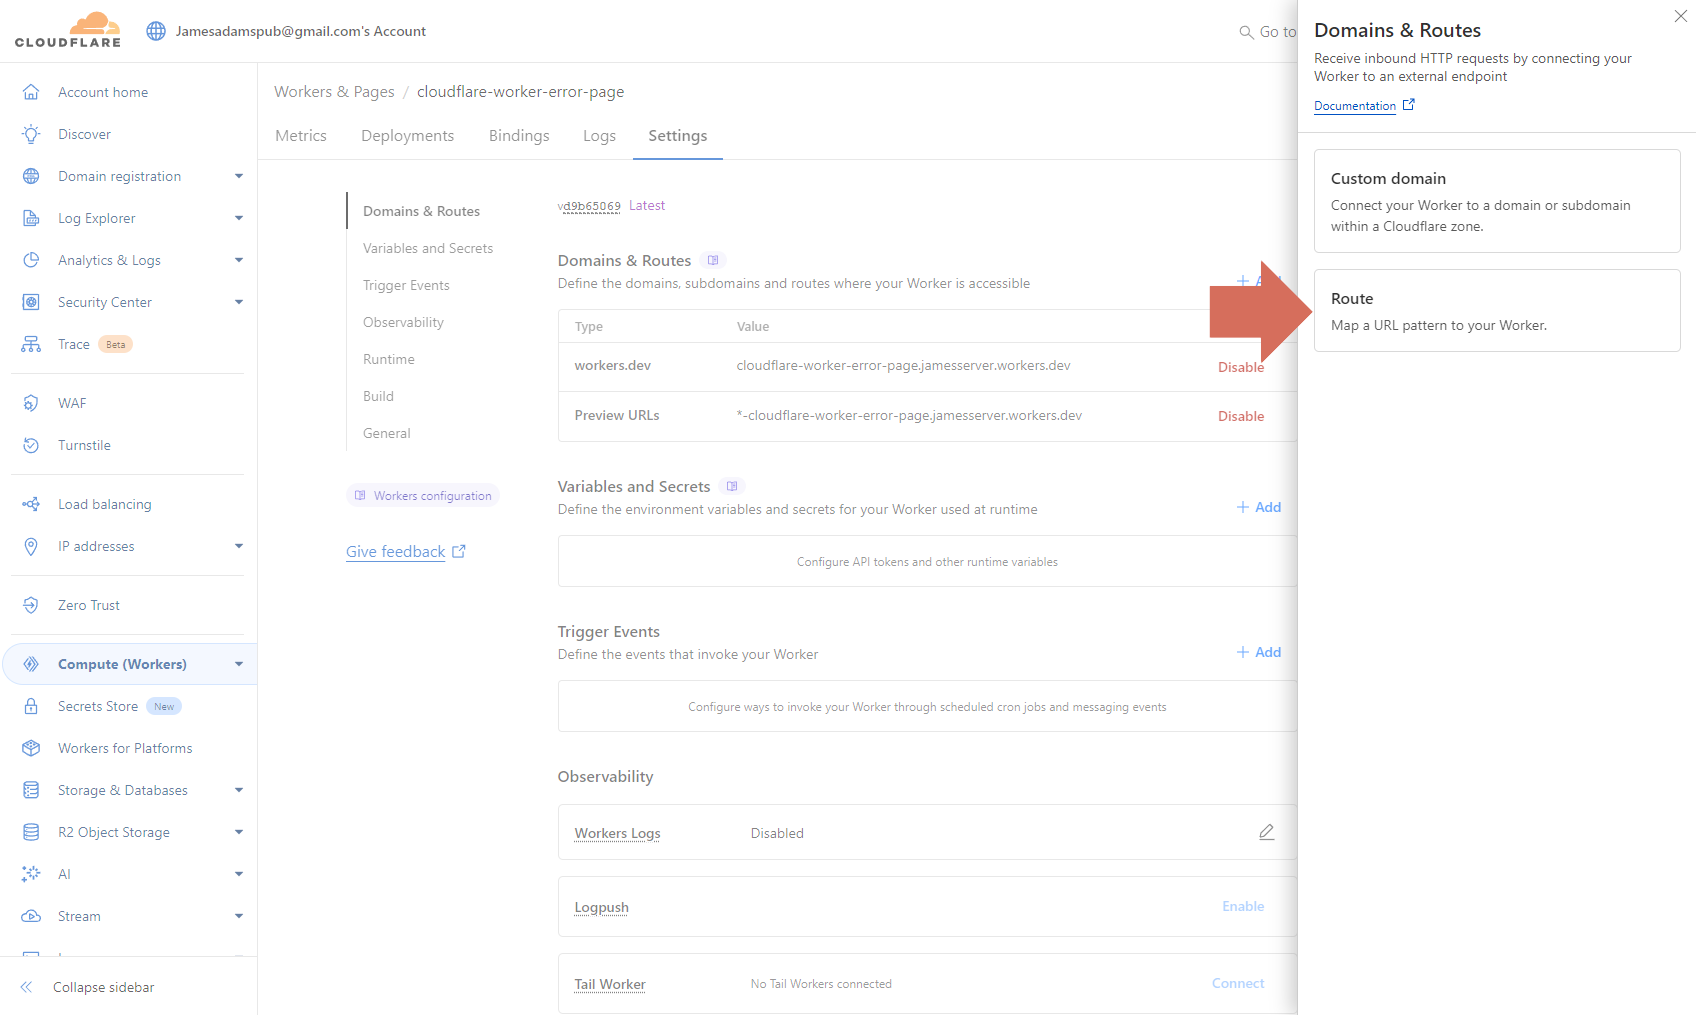 CLOUDFLARE
Jamesadamspub@gmail.com's Account
Go to
Account home
Discover
Domain registration
Log Explorer
Analytics & Logs
Security Center
Trace Beta
WAF
Turnstile
Load balancing
IP addresses
Zero Trust
Compute (Workers)
Secrets Store New
Workers for Platforms
Storage & Databases
R2 Object Storage
AI
Stream
Collapse sidebar
Workers & Pages / cloudflare-worker-error-page
Metrics Deployments Bindings Logs Settings
Domains & Routes
Variables and Secrets
Trigger Events
Observability
Runtime
Build
General
Workers configuration
Give feedback
vd9b65869 Latest
Domains & Routes
Define the domains, subdomains and routes where your Worker is accessible
Type Value
workers.dev cloudflare-worker-error-page.jamesserver.workers.dev Disable
Preview URLs *-cloudflare-worker-error-page.jamesserver.workers.dev Disable
Variables and Secrets
Define the environment variables and secrets for your Worker used at runtime
+ Add
Configure API tokens and other runtime variables
Trigger Events
Define the events that invoke your Worker
+ Add
Configure ways to invoke your Worker through scheduled cron jobs and messaging events
Observability
Workers Logs Disabled
Logpush Enable
Tail Worker No Tail Workers connected Connect
Domains & Routes
Receive inbound HTTP requests by connecting your
Worker to an external endpoint
Documentation
Custom domain
Connect your Worker to a domain or subdomain
within a Cloudflare zone.
Route
Map a URL pattern to your Worker.